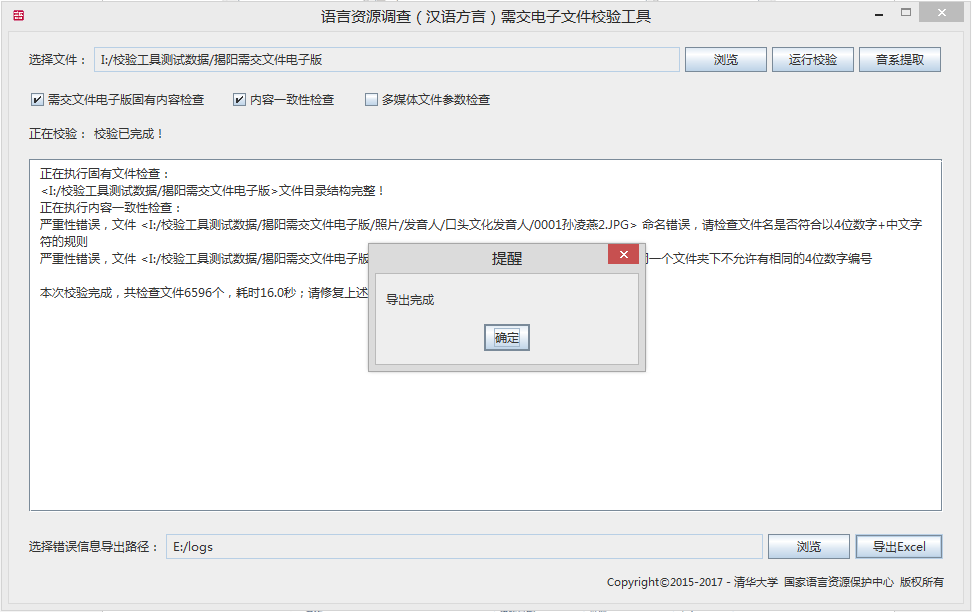 语言资源调查（汉语方言）需交电子文件校验工具
选择文件： I:/校验工具测试数据/揭阳需交文件电子版 浏览 运行校验 音系提取
需交文件电子版固有内容检查 内容一致性检查 多媒体文件参数检查
正在校验： 校验已完成！
正在执行固有文件检查：
<I:/校验工具测试数据/揭阳需交文件电子版>文件目录结构完整！
正在执行内容一致性检查：
严重性错误，文件 <I:/校验工具测试数据/揭阳需交文件电子版/照片/发音人/口头文化发音人/0001孙凌燕2.JPG> 命名错误，请检查文件名是否符合以4位数字+中文字
符的规则
严重性错误，文件 <I:/校验工具测试数据/揭阳需交文件电子版 一个文件夹下不允许有相同的4位数字编号
本次校验完成，共检查文件6596个，耗时16.0秒；请修复上述
提醒
导出完成
确定
选择错误信息导出路径： E:/logs 浏览 导出Excel
Copyright©2015-2017 - 清华大学 国家语言资源保护中心 版权所有